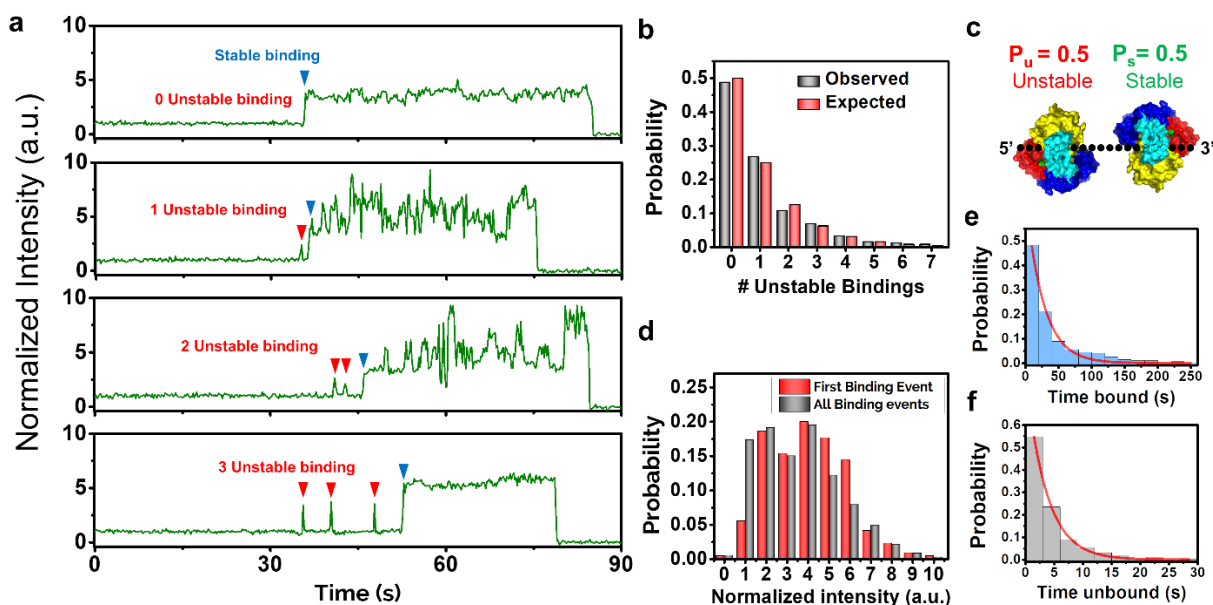 a
Normalized Intensity (a.u.)
10
5
0
Stable binding
0 Unstable binding
10
5
0
1 Unstable binding
10
5
0
2 Unstable binding
10
5
0
3 Unstable binding
0 30 60 90
Time (s)
b
Probability
0.5
0.4
0.3
0.2
0.1
0.0
Observed
Expected
0 1 2 3 4 5 6 7
# Unstable Bindings
c
Pu = 0.5 Ps = 0.5
Unstable Stable
5' 3'
d
Probability
0.25
0.20
0.15
0.10
0.05
0.00
First Binding Event
All Binding events
0 1 2 3 4 5 6 7 8 9 10
Normalized intensity (a.u.)
e
Probability
0.5
0.4
0.3
0.2
0.1
0.0
0 50 100 150 200 250
Time bound (s)
f
Probability
0.6
0.5
0.4
0.3
0.2
0.1
0.0
0 5 10 15 20 25 30
Time unbound (s)